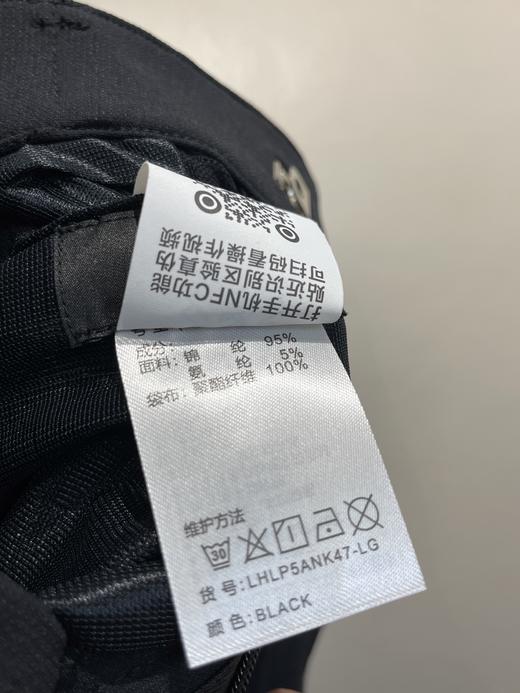 打开手机NFC功能
贴近识别区验真伪
可扫码看操作视频
成分:
面料: 锦 纶 95%
氨 纶 5%
袋布: 聚酯纤维 100%
维护方法
30
货 号: LHLP5ANK47-LG
颜 色: BLACK